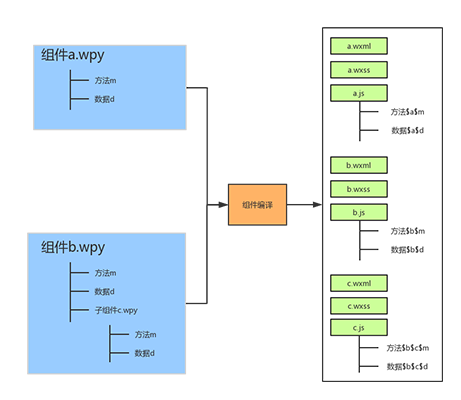 组件a.wpy
方法m
数据d
组件b.wpy
方法m
数据d
子组件c.wpy
方法m
数据d
组件编译
a.wxml
a.wxss
a.js
方法$a$m
数据$a$d
b.wxml
b.wxss
b.js
方法$b$m
数据$b$d
c.wxml
c.wxss
c.js
方法$b$c$m
数据$b$c$d